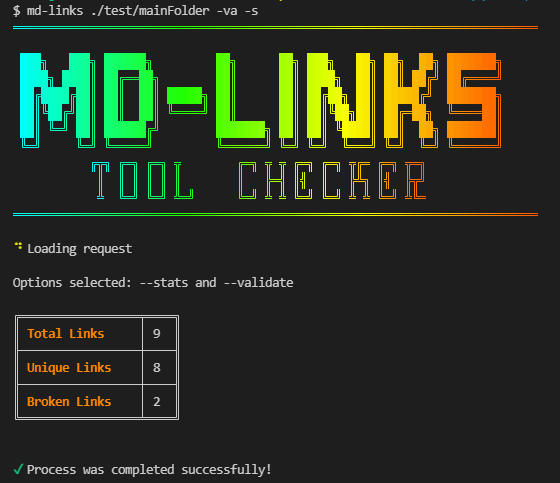 $ md-links ./test/mainFolder -va -s
MD-LINKS
TOOL CHECKER
Loading request
Options selected: --stats and --validate
Total Links 9
Unique Links 8
Broken Links 2
✓ Process was completed successfully!